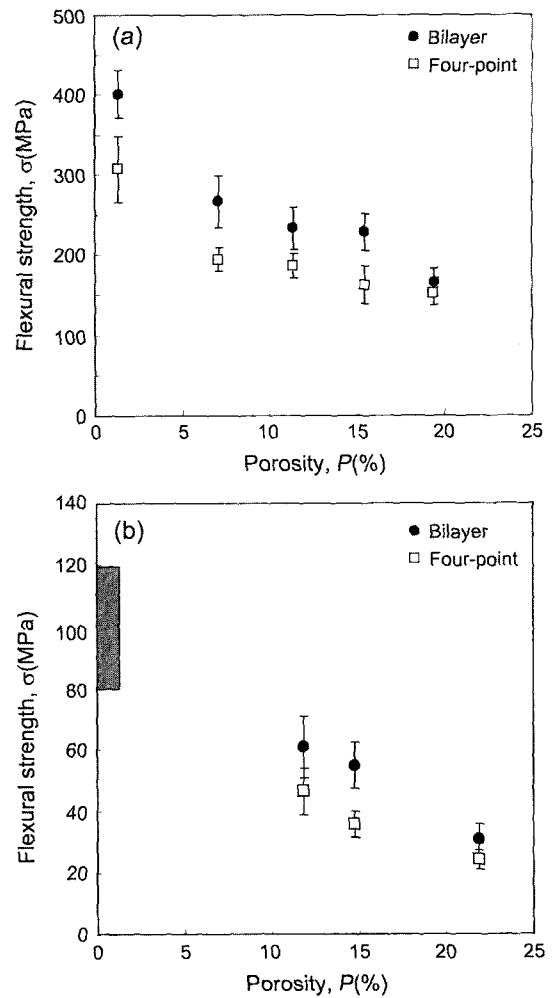 500
(a)
Bilayer
Four-point
400
300
200
100
0
Flexural strength, σ(MPa)
0 5 10 15 20 25
Porosity, P(%)
140
(b)
Bilayer
Four-point
120
100
80
60
40
20
0
Flexural strength, σ(MPa)
0 5 10 15 20 25
Porosity, P(%)